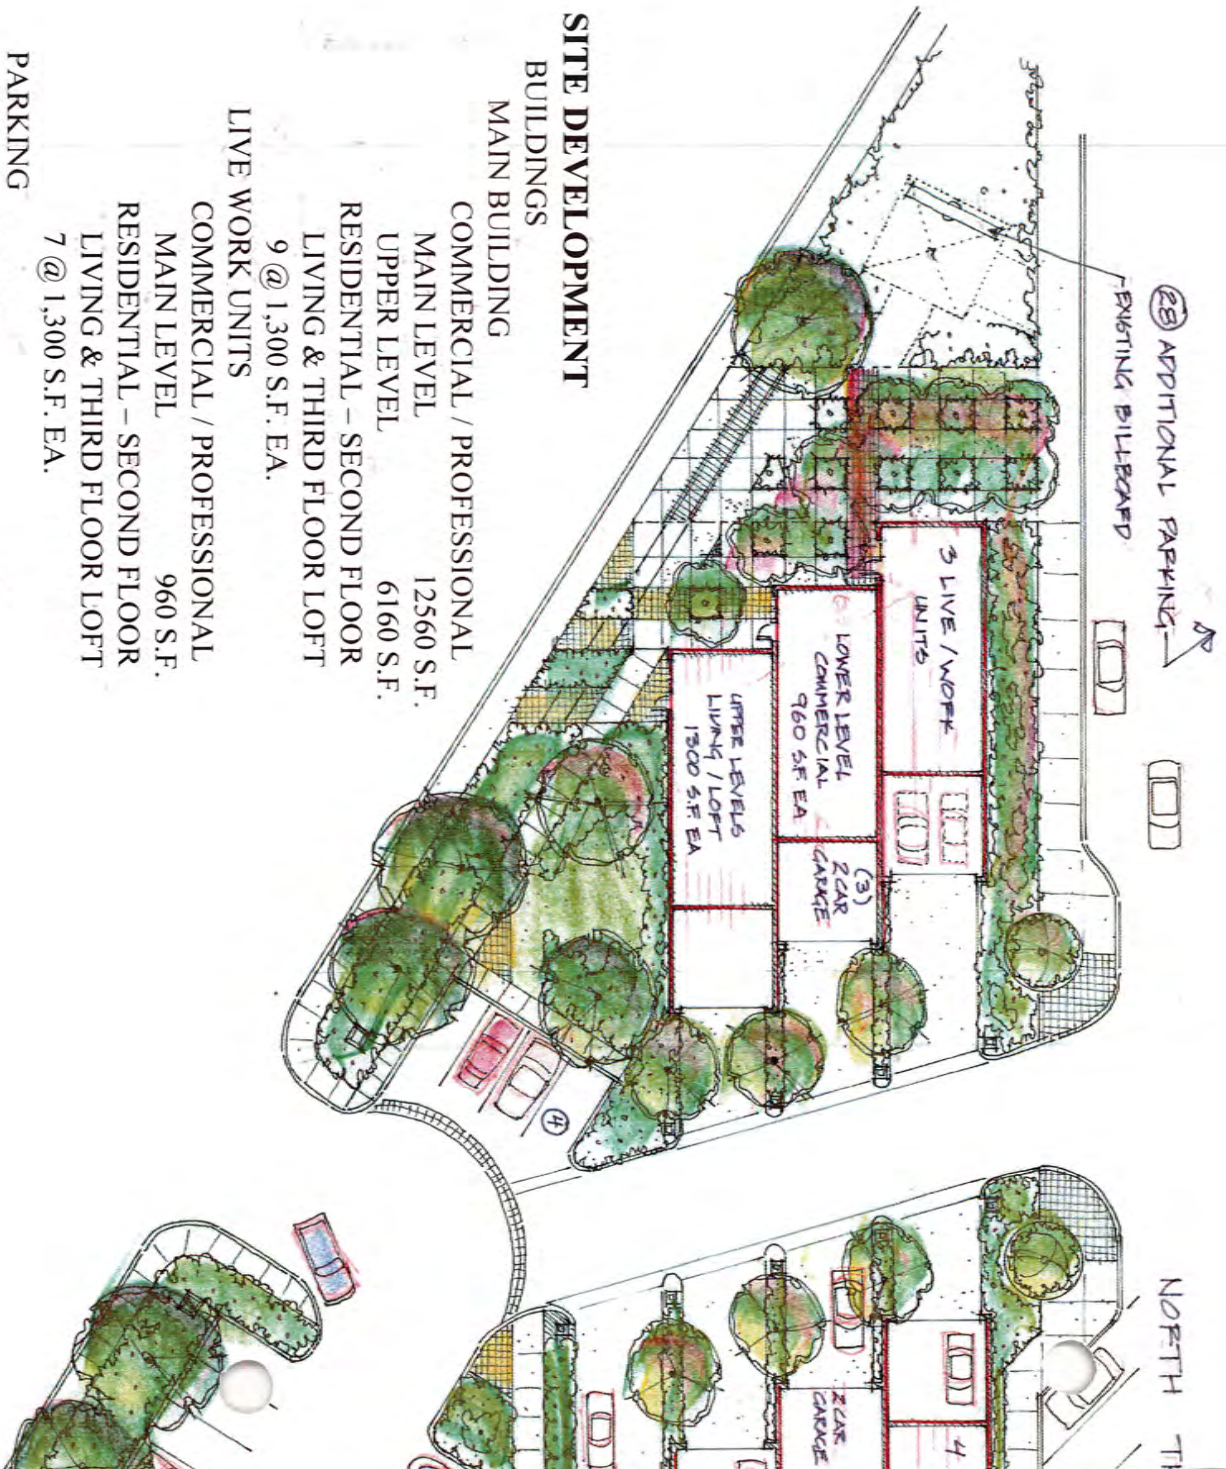 SITE DEVELOPMENT
BUILDINGS
MAIN BUILDING
COMMERCIAL / PROFESSIONAL
MAIN LEVEL 12560 S.F.
UPPER LEVEL 6160 S.F.
RESIDENTIAL – SECOND FLOOR
LIVING & THIRD FLOOR LOFT
9 @ 1,300 S.F. EA.
LIVE WORK UNITS
COMMERCIAL / PROFESSIONAL
MAIN LEVEL 960 S.F.
RESIDENTIAL – SECOND FLOOR
LIVING & THIRD FLOOR LOFT
7 @ 1,300 S.F. EA.
PARKING
28 ADDITIONAL PARKING
EXISTING BILLBOARD
3 LIVE / WORK
UNITS
LOWER LEVEL
COMMERCIAL
960 S.F. EA
UPPER LEVELS
LIVING / LOFT
1300 S.F. EA
(3)
2 CAR
GARAGE
4
NORTH
2 CAR
GARAGE
4